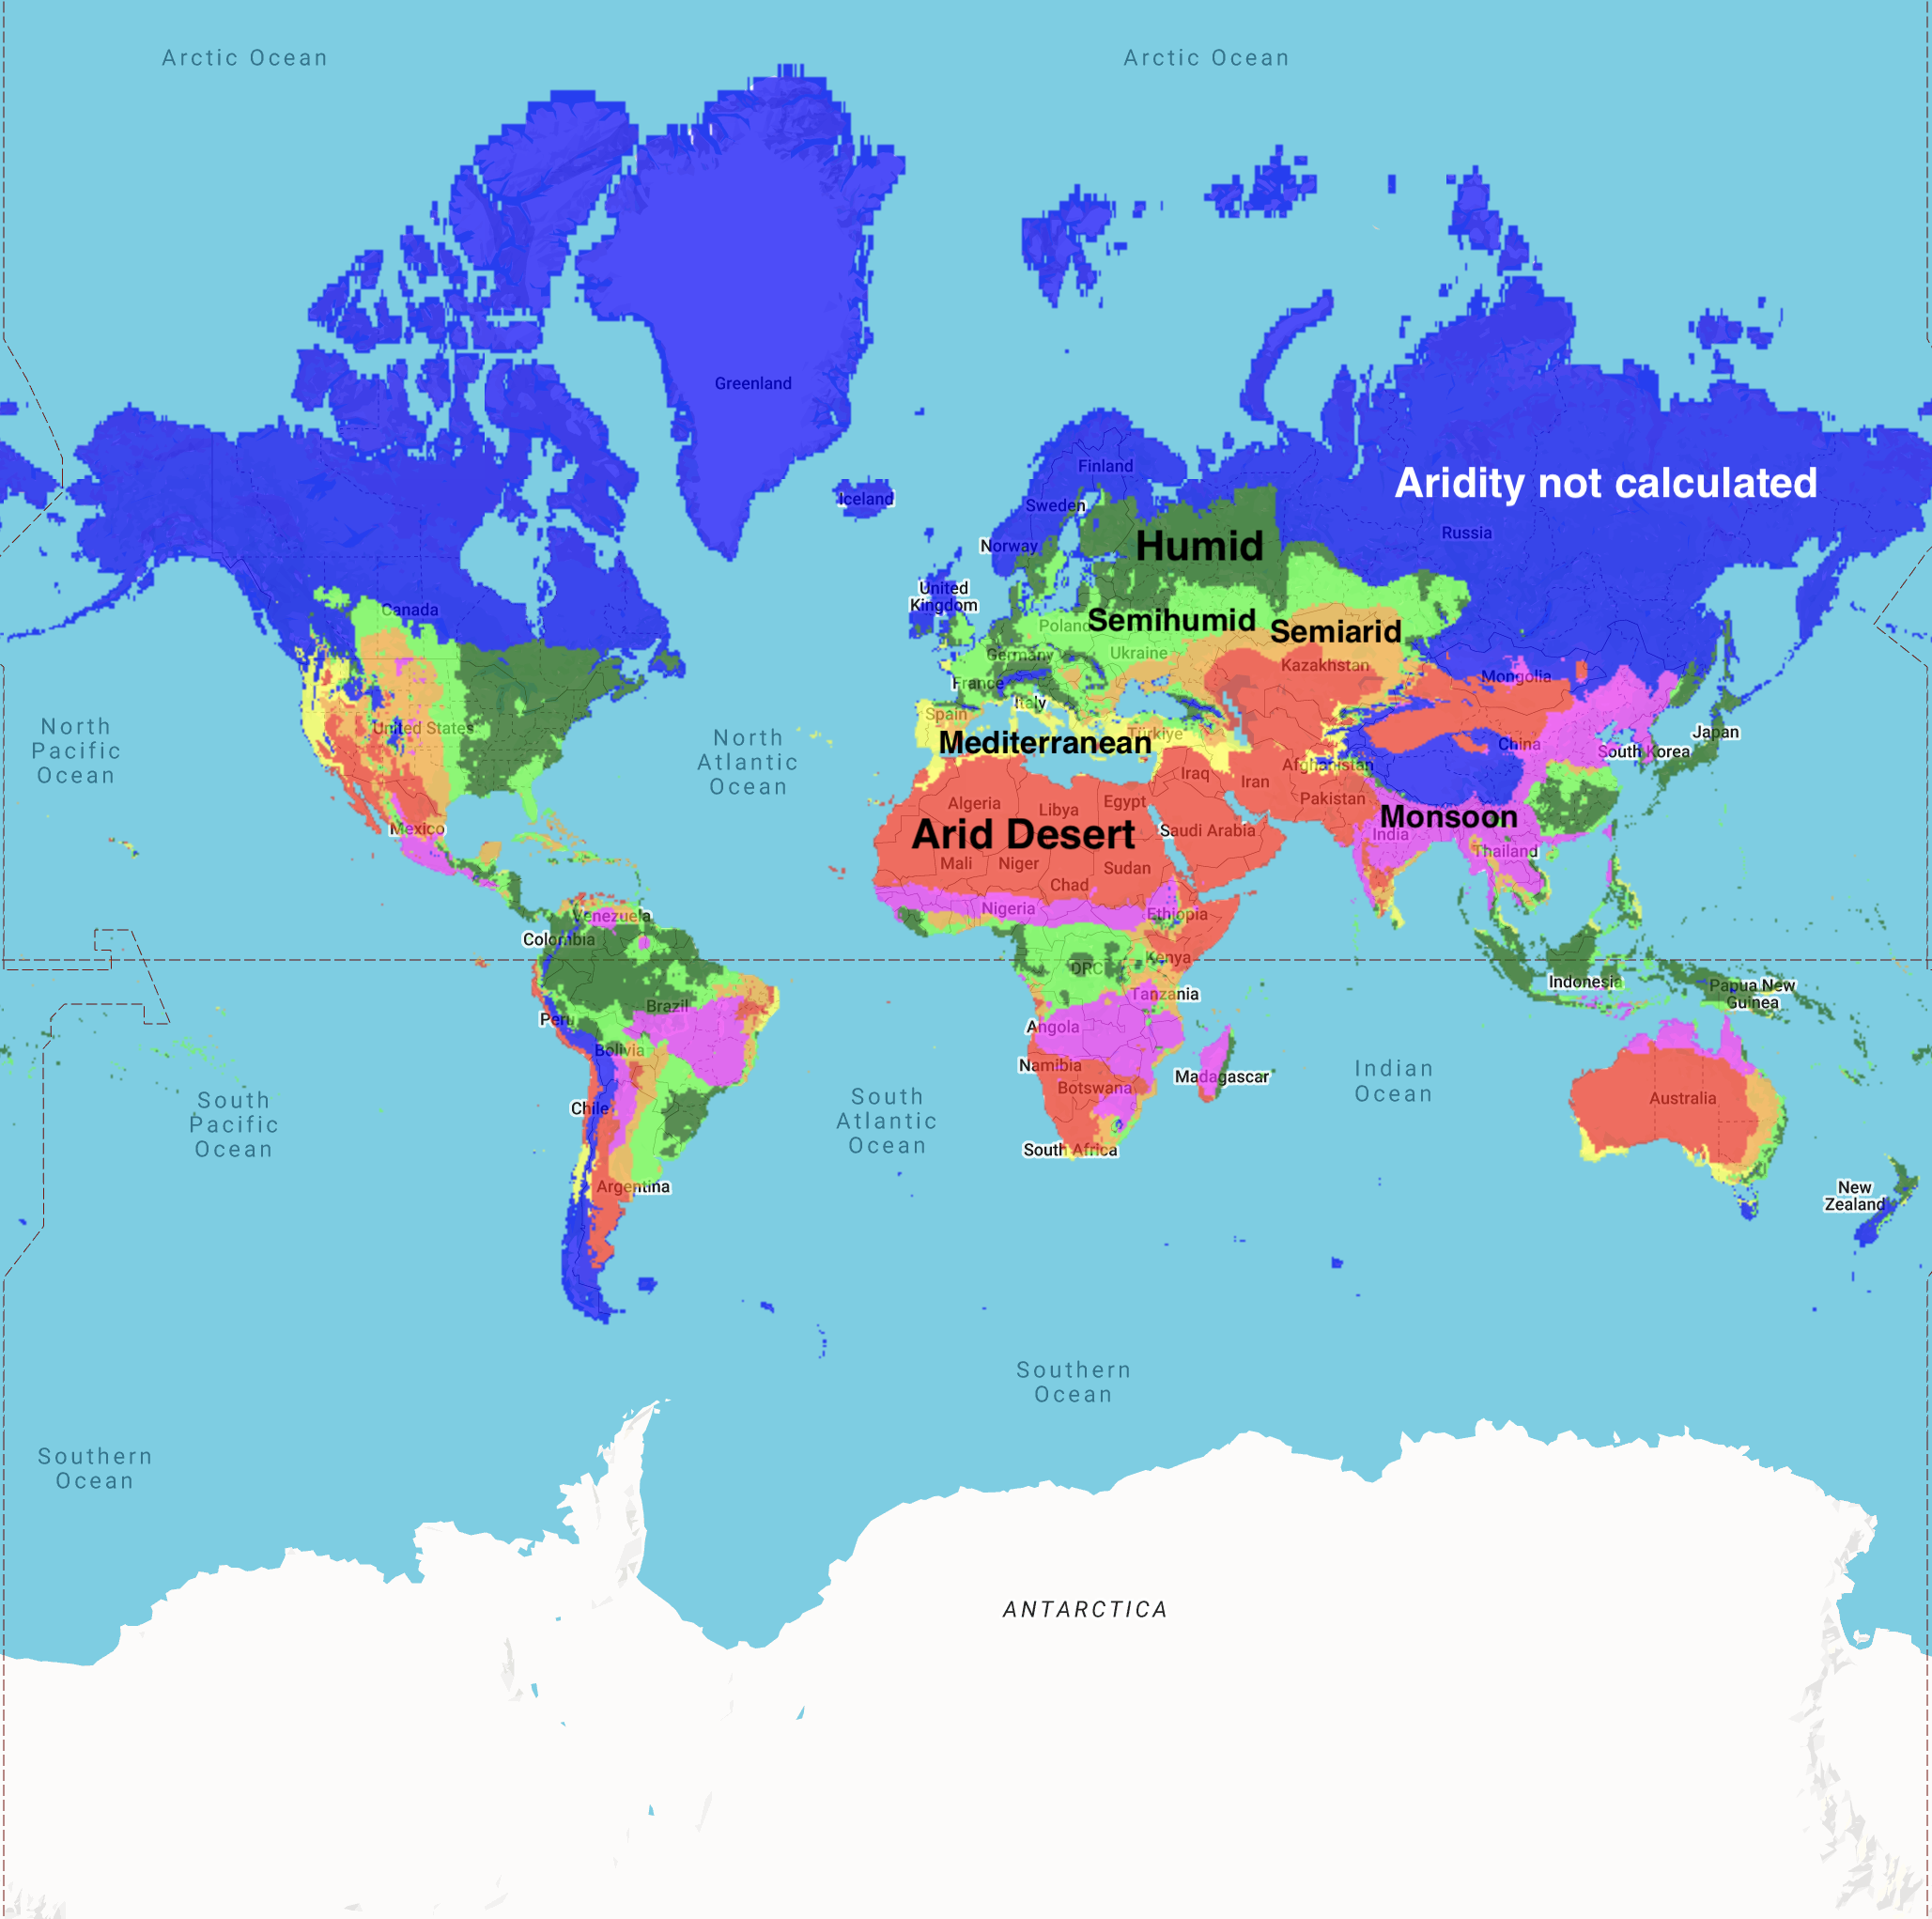 Arctic Ocean
Arctic Ocean
Greenland
Finland
Aridity not calculated
Iceland
Sweden
Russia
Norway
Humid
United
Kingdom
Canada
Poland
Semihumid
Semiarid
Germany
Ukraine
Kazakhstan
France
Mongolia
Italy
Spain
North
Pacific
Ocean
United States
North
Atlantic
Ocean
Mediterranean
Türkiye
China
South Korea
Japan
Iraq
Iran
Afghanistan
Algeria
Libya
Egypt
Pakistan
Mexico
Arid Desert
Saudi Arabia
Monsoon
India
Thailand
Mali
Niger
Sudan
Chad
Venezuela
Nigeria
Ethiopia
Colombia
DRC
Kenya
Indonesia
Papua New
Guinea
Brazil
Tanzania
Peru
Angola
Bolivia
Namibia
Botswana
Madagascar
Indian
Ocean
South
Pacific
Ocean
Chile
South
Atlantic
Ocean
Australia
South Africa
Argentina
New
Zealand
Southern
Ocean
Southern
Ocean
ANTARCTICA